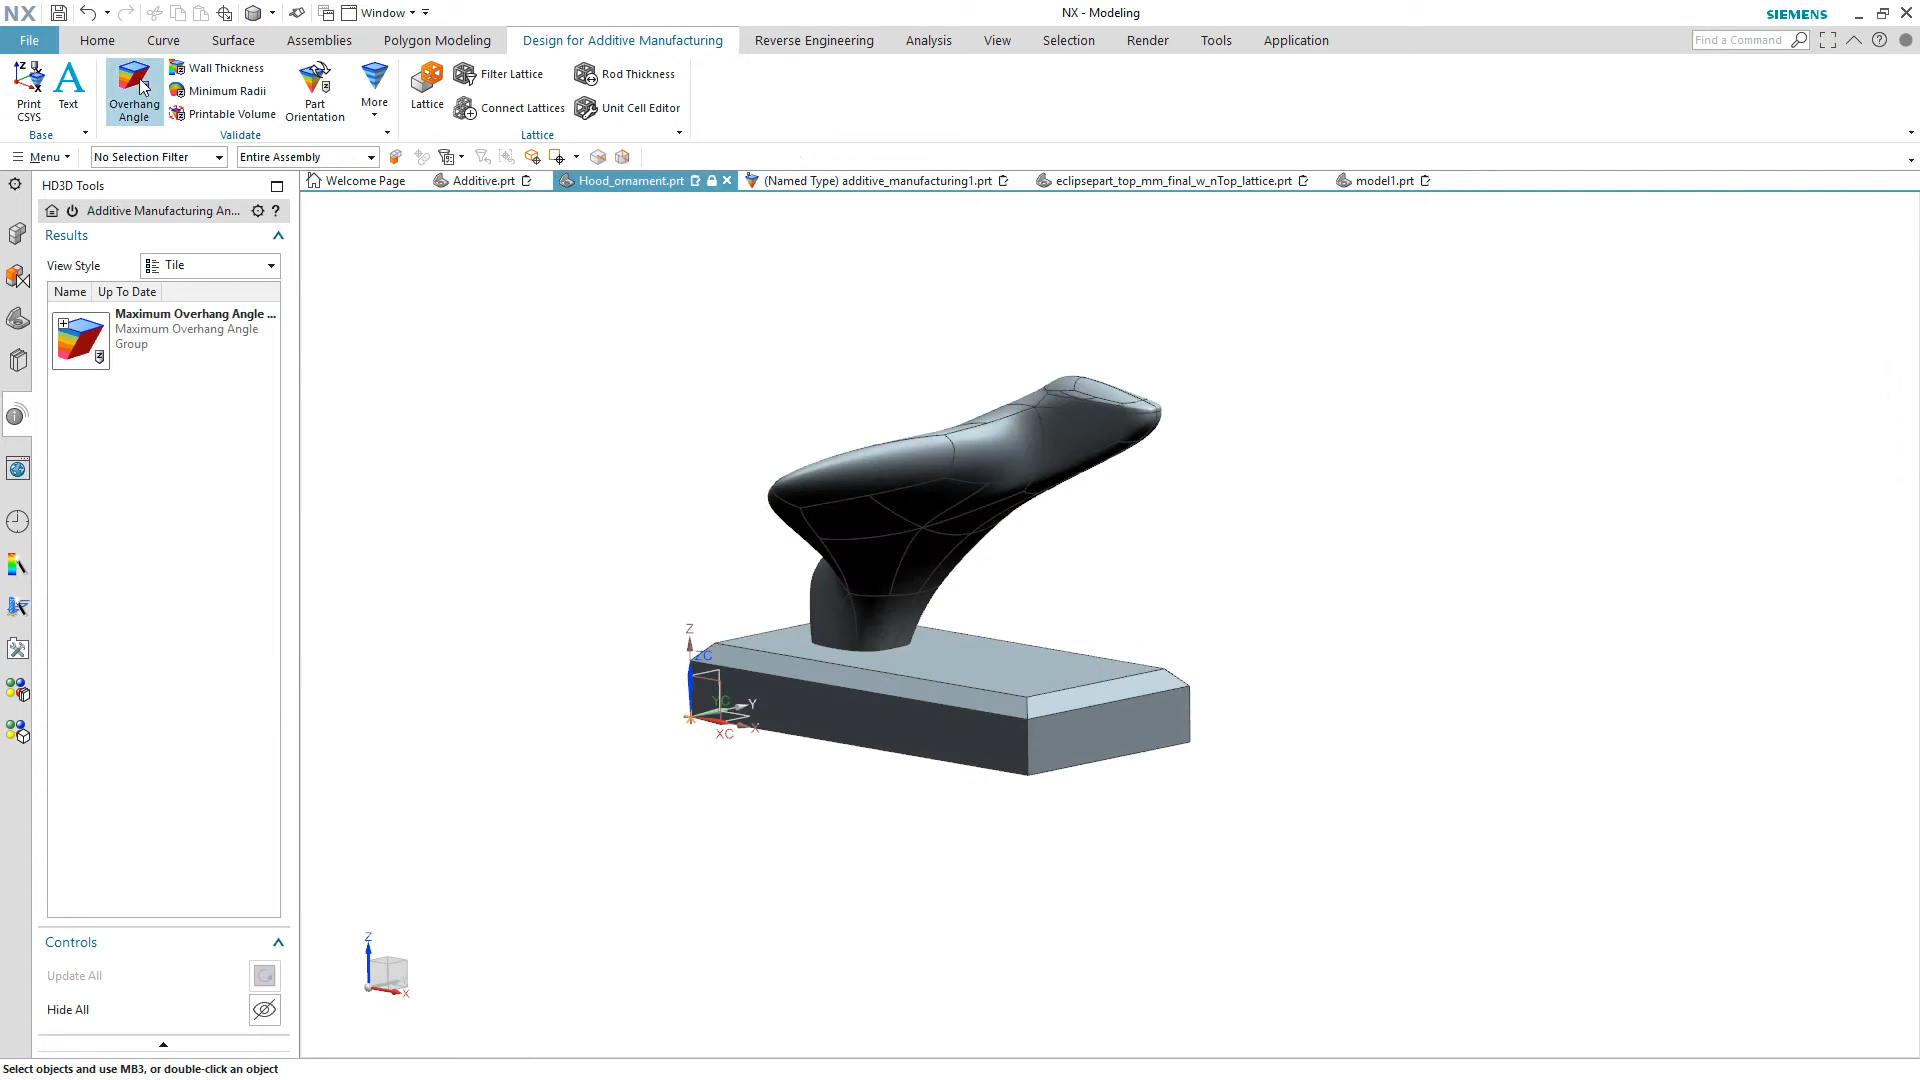 NX
Window
NX - Modeling
SIEMENS
File
Home
Curve
Surface
Assemblies
Polygon Modeling
Design for Additive Manufacturing
Reverse Engineering
Analysis
View
Selection
Render
Tools
Application
Find a Command
Print
CSYS
Text
Overhang
Angle
Wall Thickness
Minimum Radii
Printable Volume
Part
Orientation
More
Lattice
Filter Lattice
Connect Lattices
Rod Thickness
Unit Cell Editor
Base
Validate
Lattice
Menu
No Selection Filter
Entire Assembly
HD3D Tools
Welcome Page
Additive.prt
Hood_ornament.prt
(Named Type) additive_manufacturing1.prt
eclipsepart_top_mm_final_w_nTop_lattice.prt
model1.prt
Additive Manufacturing An...
Results
View Style
Tile
Name
Up To Date
Maximum Overhang Angle ...
Maximum Overhang Angle
Group
Z
ZC
YC
Y
XC
X
Controls
Update All
Hide All
Z
X
Select objects and use MB3, or double-click an object